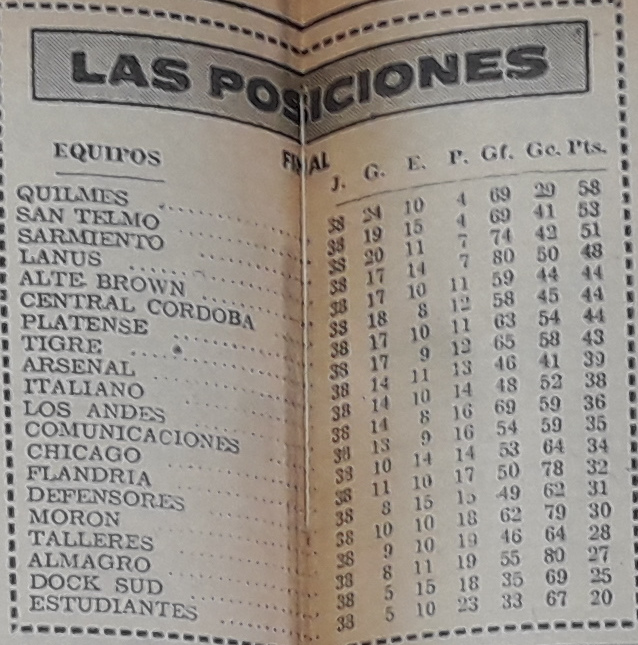 LAS POSICIONES
EQUIPOS FINAL J. G. E. P. Gf. Gc. Pts.
QUILMES 38 24 10 4 69 29 58
SAN TELMO 38 19 15 4 69 41 53
SARMIENTO 38 20 11 7 74 42 51
LANUS 38 17 14 7 80 50 48
ALTE BROWN 38 17 10 11 59 44 44
CENTRAL CORDOBA 38 18 8 12 58 45 44
PLATENSE 38 17 10 11 63 54 44
TIGRE 38 17 9 12 65 58 43
ARSENAL 38 14 11 13 46 41 39
ITALIANO 38 14 10 14 48 52 38
LOS ANDES 38 14 8 16 69 59 36
COMUNICACIONES 38 13 9 16 54 59 35
CHICAGO 38 10 14 14 53 64 34
FLANDRIA 38 11 10 17 50 78 32
DEFENSORES 38 8 15 15 49 62 31
MORON 38 10 10 18 62 79 30
TALLERES 38 9 10 19 46 64 28
ALMAGRO 38 8 11 19 55 80 27
DOCK SUD 38 5 15 18 35 69 25
ESTUDIANTES 38 5 10 23 33 67 20